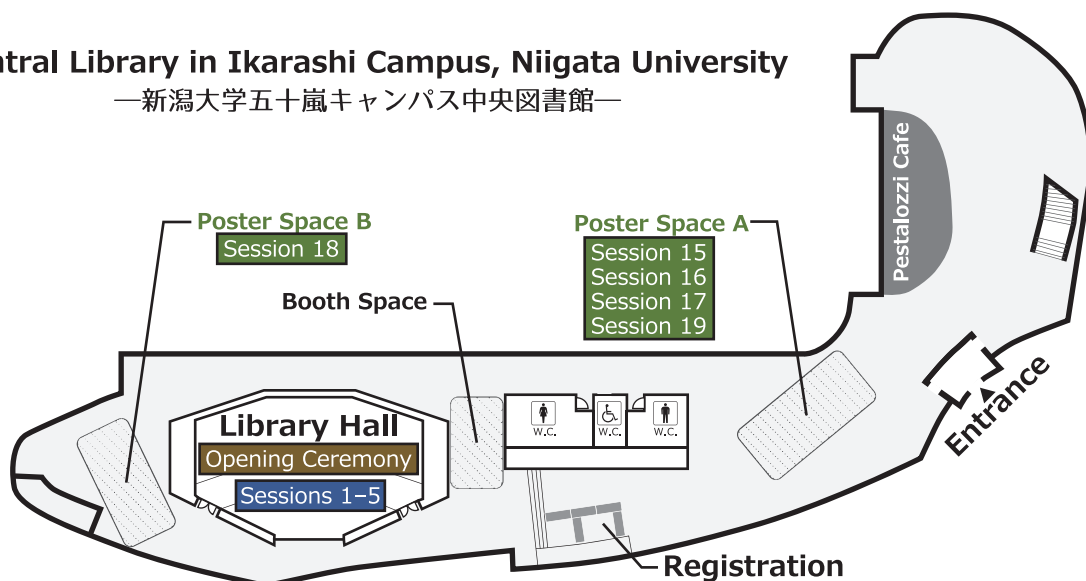 ntral Library in Ikarashi Campus, Niigata University
―新潟大学五十嵐キャンパス中央図書館―
Poster Space B
Session 18
Booth Space
Poster Space A
Session 15
Session 16
Session 17
Session 19
Pestalozzi Cafe
Entrance
Library Hall
Opening Ceremony
Sessions 1–5
W.C.
W.C.
W.C.
Registration